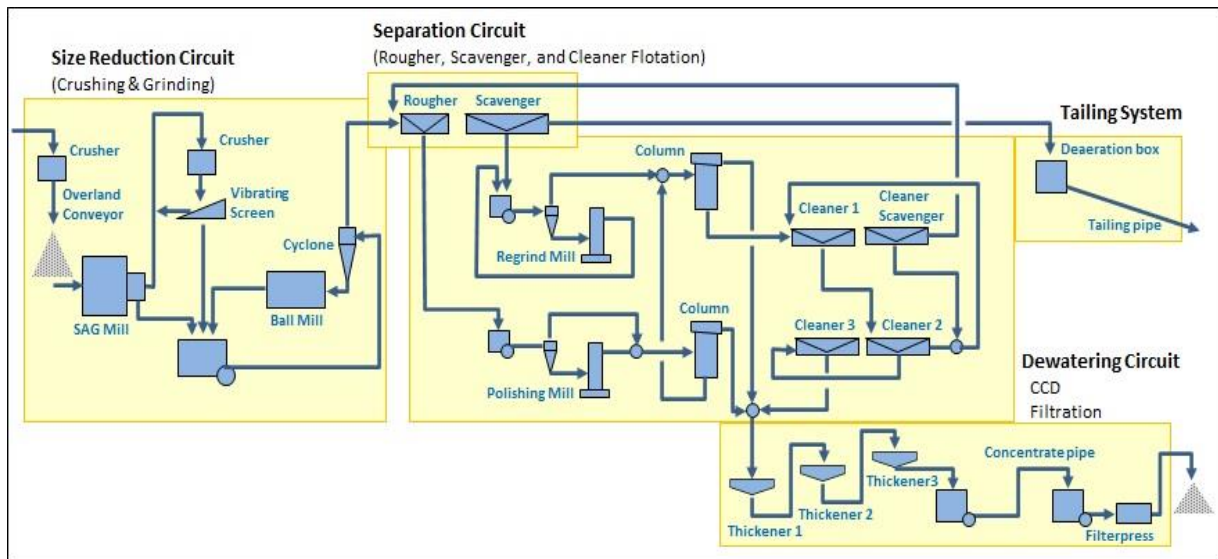 Separation Circuit
(Rougher, Scavenger, and Cleaner Flotation)
Size Reduction Circuit
(Crushing & Grinding)
Rougher
Scavenger
Tailing System
Crusher
Crusher
Column
Deaeration box
Overland
Conveyor
Vibrating
Screen
Cleaner 1
Cleaner
Scavenger
Tailing pipe
Cyclone
Regrind Mill
SAG Mill
Ball Mill
Column
Cleaner 3
Cleaner 2
Polishing Mill
Dewatering Circuit
CCD
Filtration
Concentrate pipe
Thickener3
Thickener 2
Thickener 1
Filterpress